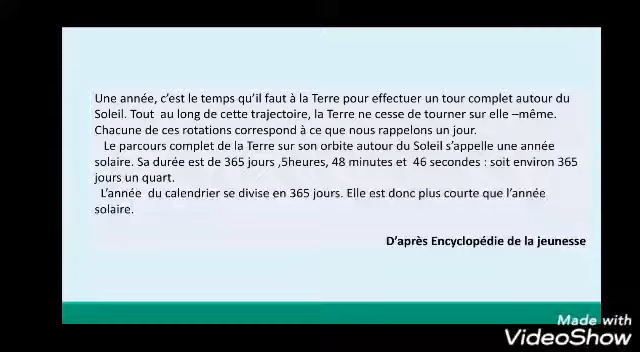 Une année, c'est le temps qu'il faut à la Terre pour effectuer un tour complet autour du
Soleil. Tout au long de cette trajectoire, la Terre ne cesse de tourner sur elle –même.
Chacune de ces rotations correspond à ce que nous rappelons un jour.
Le parcours complet de la Terre sur son orbite autour du Soleil s'appelle une année
solaire. Sa durée est de 365 jours ,5heures, 48 minutes et 46 secondes : soit environ 365
jours un quart.
L'année du calendrier se divise en 365 jours. Elle est donc plus courte que l'année
solaire.
D'après Encyclopédie de la jeunesse
Made with
VideoShow